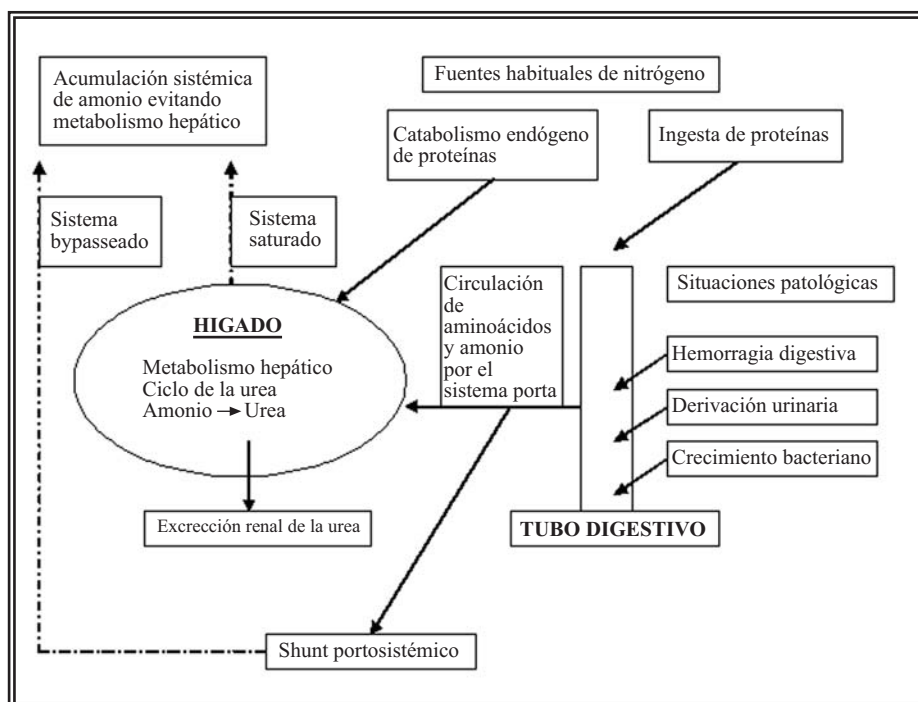 Acumulación sistémica
de amonio evitando
metabolismo hepático
Fuentes habituales de nitrógeno
Catabolismo endógeno
de proteínas
Ingesta de proteínas
Sistema
bypasseado
Sistema
saturado
Circulación
de
aminoácidos
y amonio
por el
sistema porta
Situaciones patológicas
HIGADO
Metabolismo hepático
Ciclo de la urea
Amonio → Urea
Hemorragia digestiva
Derivación urinaria
Crecimiento bacteriano
Excrección renal de la urea
TUBO DIGESTIVO
Shunt portosistémico